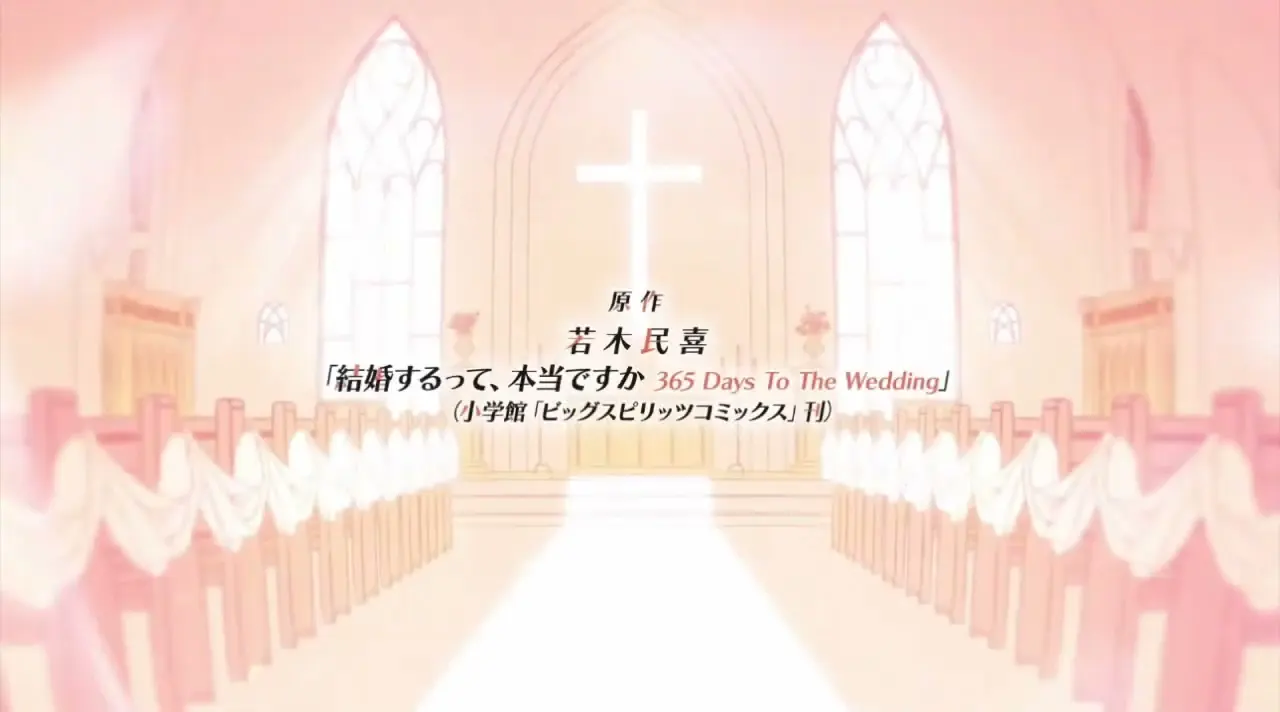 原作
若木民喜
「結婚するって、本当ですか 365 Days To The Wedding」
（小学館「ビッグスピリッツコミックス」刊）